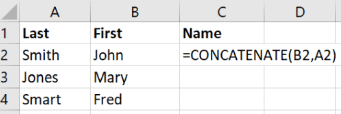 A B C D
1 Last First Name
2 Smith John =CONCATENATE(B2,A2)
3 Jones Mary
4 Smart Fred